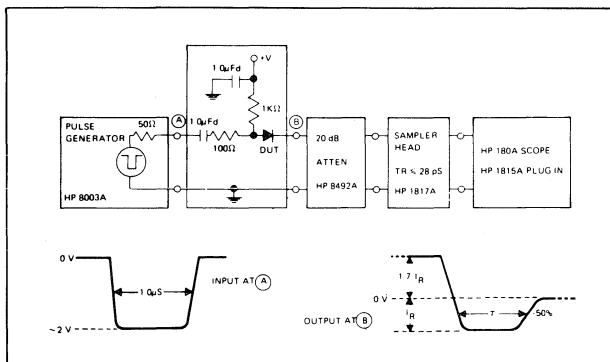 +V
1 0µFd
1KΩ
PULSE
GENERATOR
50Ω
A
1 0µFd
100Ω
DUT
B
HP 8003A
20 dB
ATTEN
HP 8492A
SAMPLER
HEAD
TR ≤ 28 pS
HP 1817A
HP 180A SCOPE
HP 1815A PLUG IN
0 V
1 0µS
INPUT AT A
~2 V
1 7 IR
0 V
IR
T
-50%
OUTPUT AT B